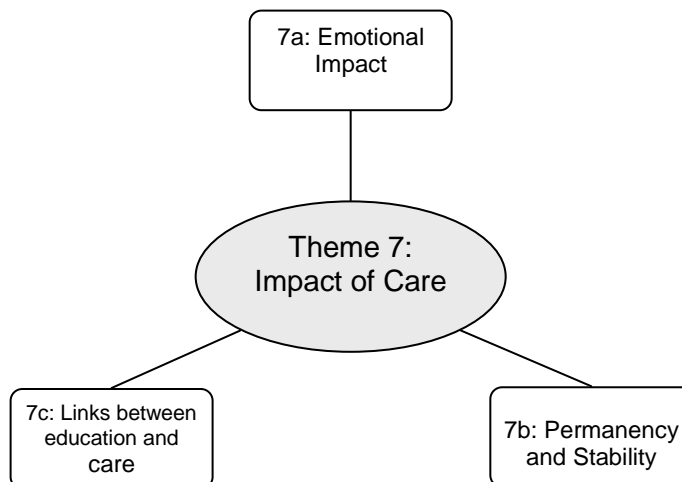 7a: Emotional
Impact
Theme 7:
Impact of Care
7c: Links between
education and
care
7b: Permanency
and Stability